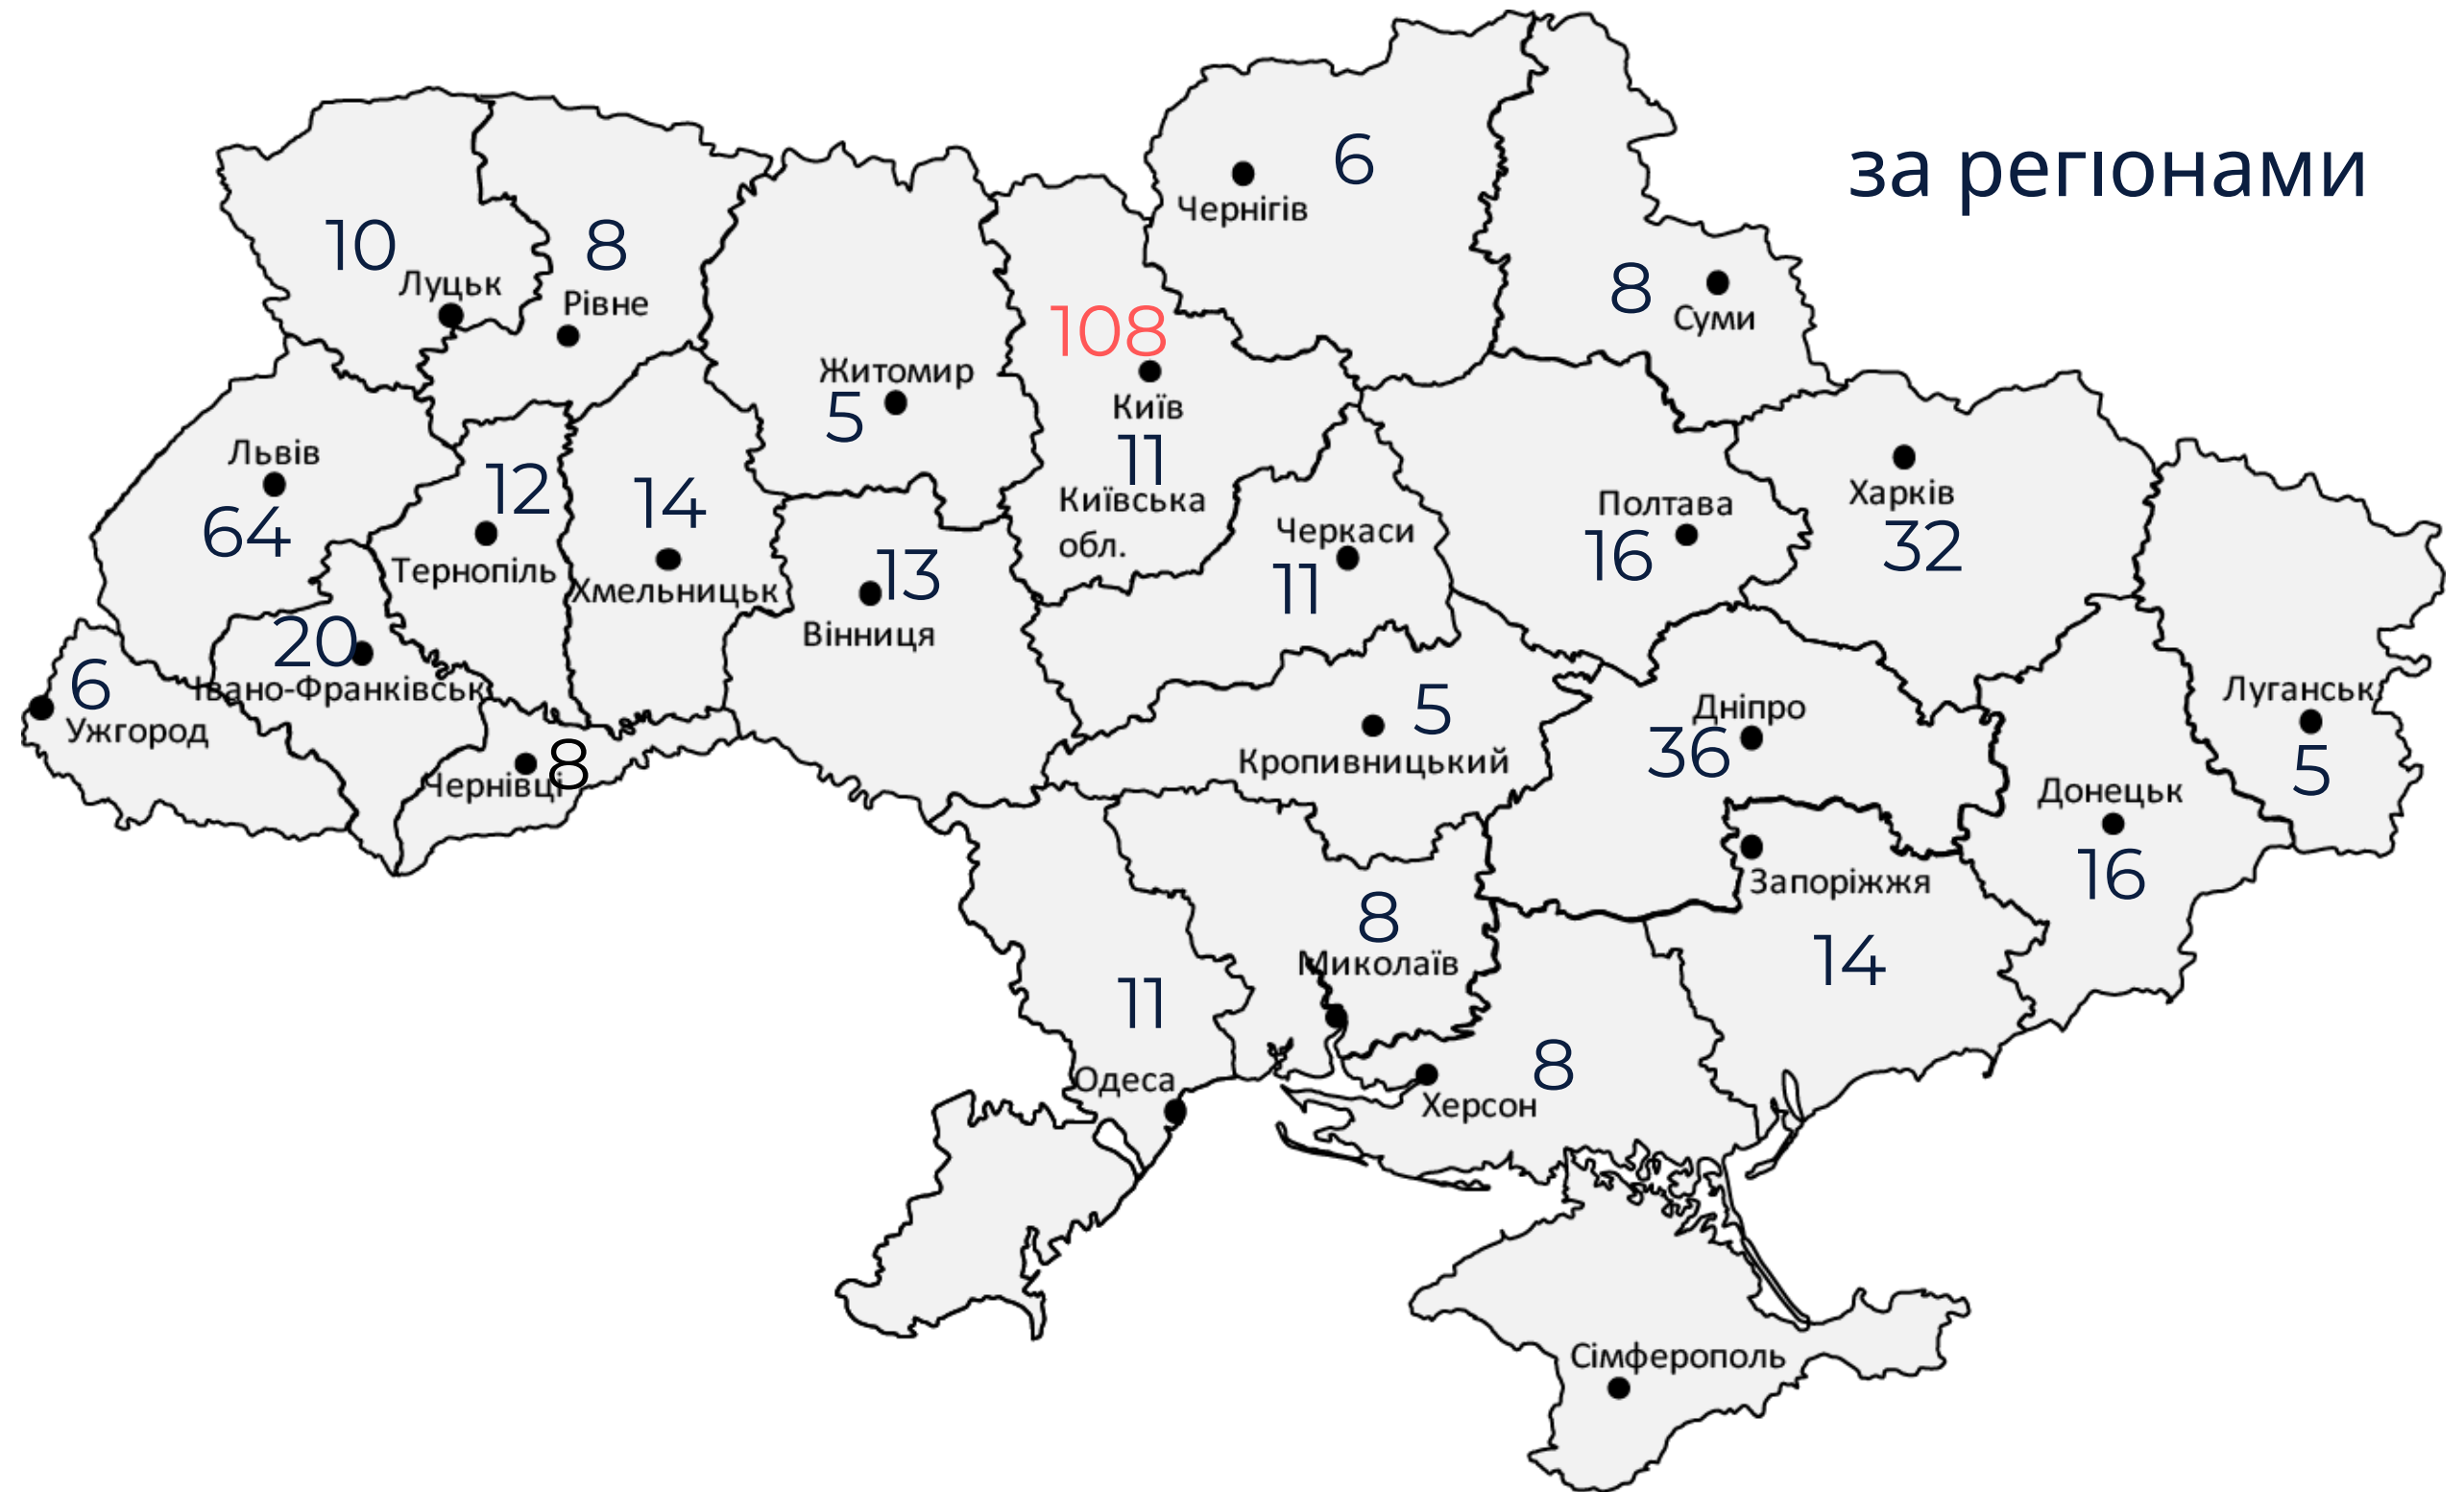 за регіонами
6
Чернігів
10
Луцьк
8
Рівне
8
Суми
108
Київ
11
Київська
обл.
Житомир
5
Львів
64
12
Тернопіль
14
Хмельницьк
13
Вінниця
Черкаси
11
Полтава
16
Харків
32
20
Івано-Франківськ
6
Ужгород
8
Чернівці
5
Кропивницький
Дніпро
36
Луганськ
5
Донецьк
16
Запоріжжя
14
8
Миколаїв
11
Одеса
8
Херсон
Сімферополь